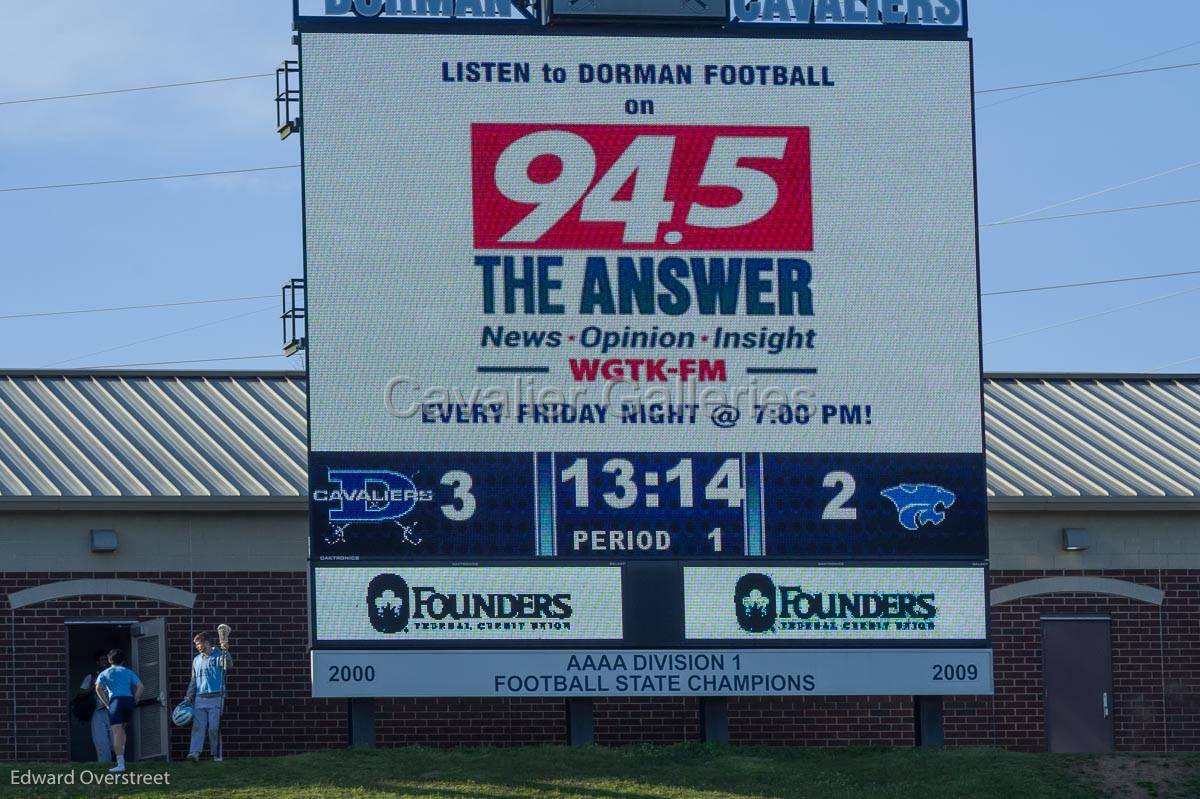 DORMAN CAVALIERS
LISTEN to DORMAN FOOTBALL
on
94.5
THE ANSWER
News · Opinion · Insight
WGTK-FM
Cavalier Galleries
EVERY FRIDAY NIGHT @ 7:00 PM!
D
CAVALIERS 3 13:14 2
PERIOD 1
DAKTRONICS
FOUNDERS FOUNDERS
FEDERAL CREDIT UNION FEDERAL CREDIT UNION
2000 AAAA DIVISION 1 2009
FOOTBALL STATE CHAMPIONS
Edward Overstreet